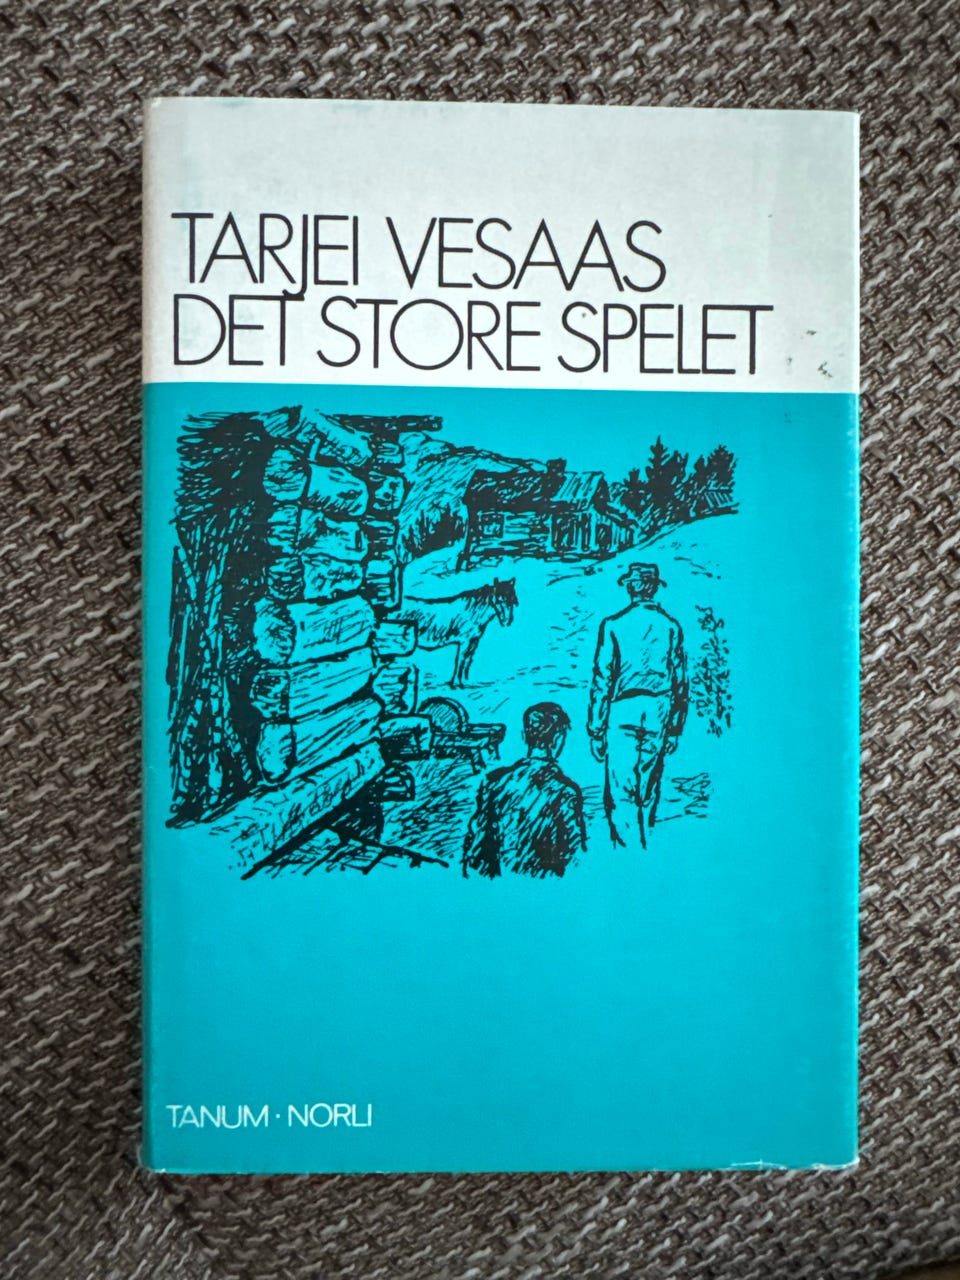 TARJEI VESAAS
DET STORE SPELET
TANUM · NORLI